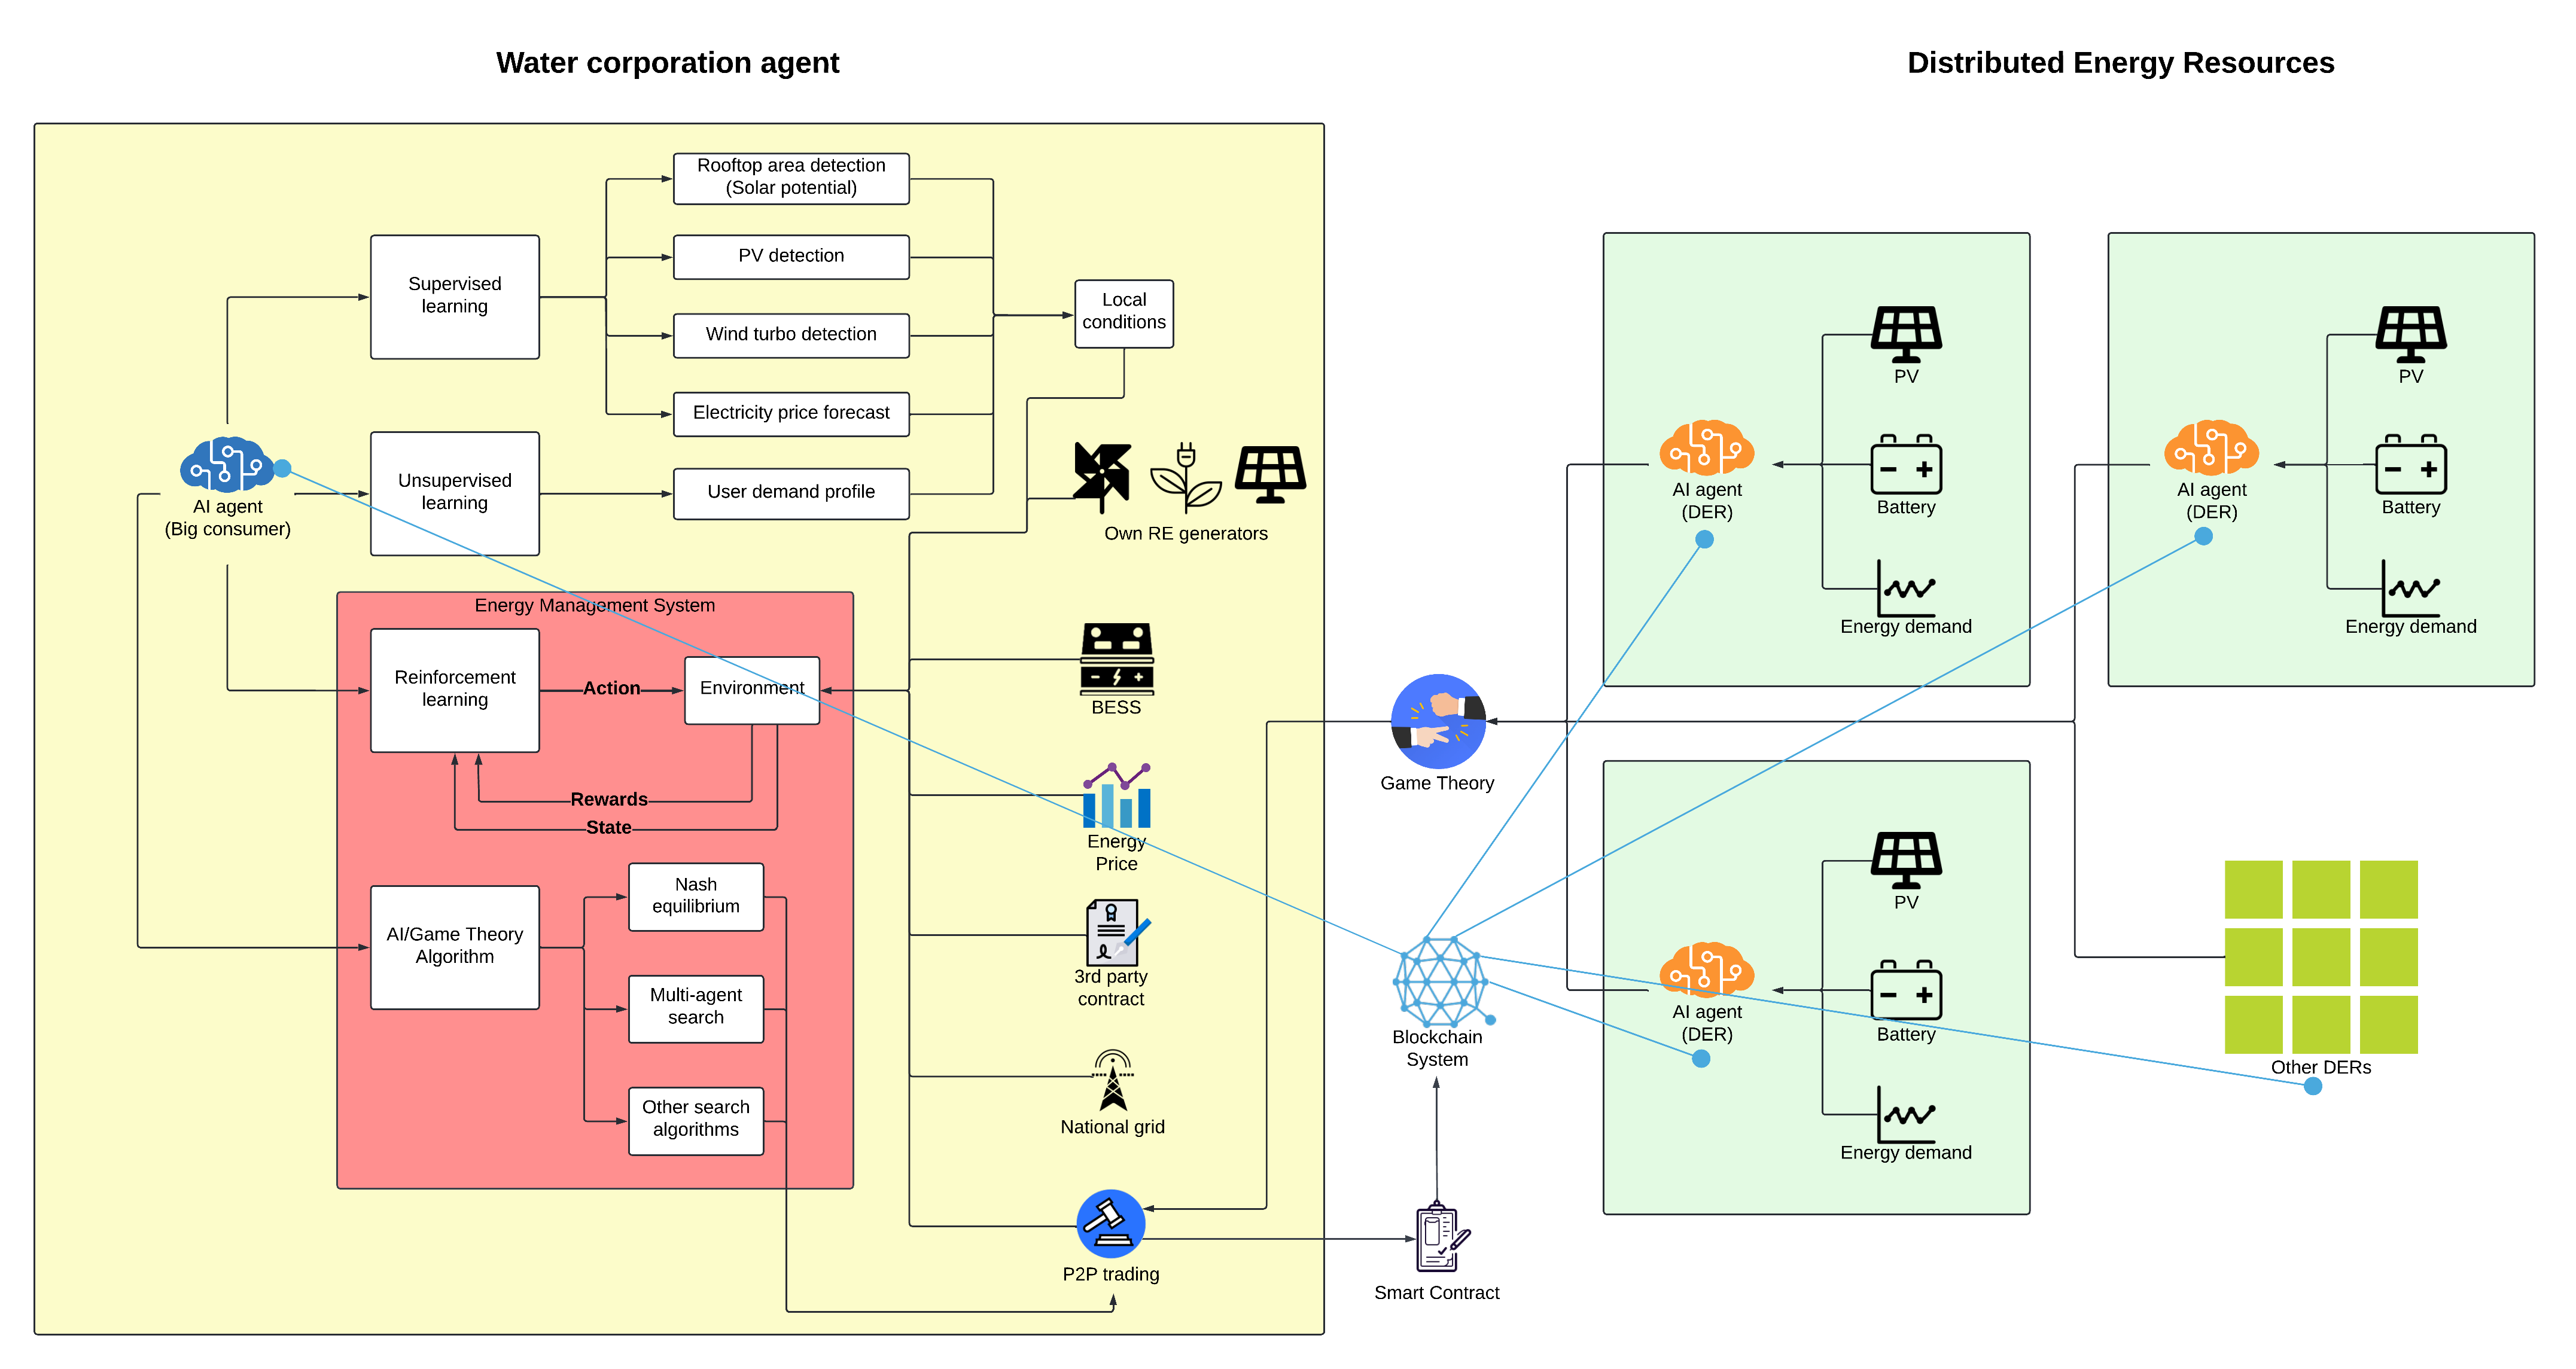 Water corporation agent
Distributed Energy Resources
Rooftop area detection
(Solar potential)
PV detection
Wind turbo detection
Electricity price forecast
User demand profile
Supervised
learning
Unsupervised
learning
Local
conditions
AI agent
(Big consumer)
Own RE generators
Energy Management System
Reinforcement
learning
Action
Environment
Rewards
State
AI/Game Theory
Algorithm
Nash
equilibrium
Multi-agent
search
Other search
algorithms
BESS
Energy
Price
3rd party
contract
National grid
P2P trading
Game Theory
Blockchain
System
Smart Contract
PV
AI agent
(DER)
Battery
Energy demand
PV
AI agent
(DER)
Battery
Energy demand
PV
AI agent
(DER)
Battery
Energy demand
Other DERs